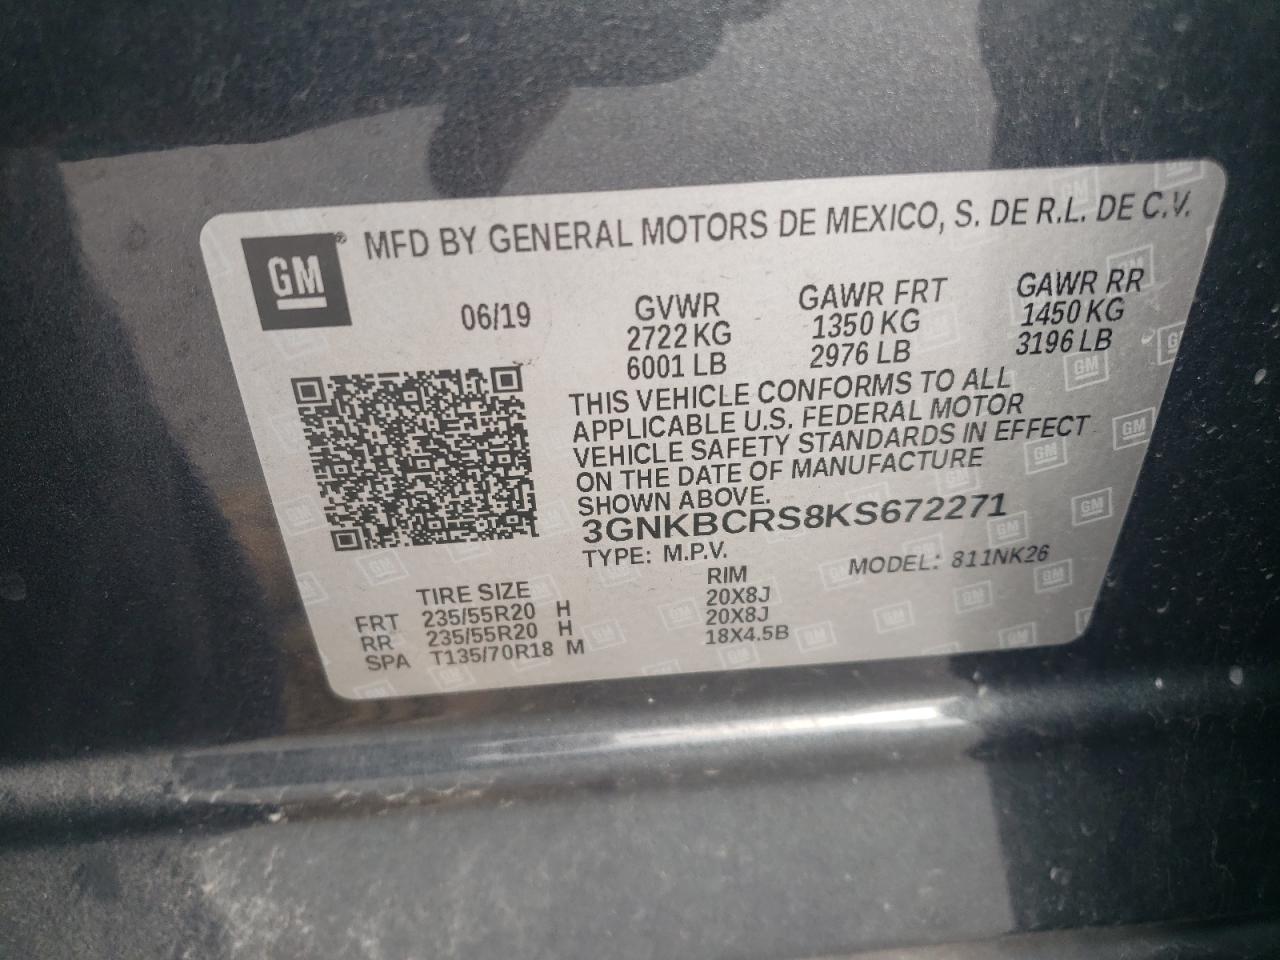 GM® MFD BY GENERAL MOTORS DE MEXICO, S. DE R.L. DE C.V.
06/19 GVWR GAWR FRT GAWR RR
2722 KG 1350 KG 1450 KG
6001 LB 2976 LB 3196 LB
THIS VEHICLE CONFORMS TO ALL
APPLICABLE U.S. FEDERAL MOTOR
VEHICLE SAFETY STANDARDS IN EFFECT
ON THE DATE OF MANUFACTURE
SHOWN ABOVE.
3GNKBCRS8KS672271
TYPE: M.P.V. MODEL: 811NK26
TIRE SIZE RIM
FRT 235/55R20 H 20X8J
RR 235/55R20 H 20X8J
SPA T135/70R18 M 18X4.5B